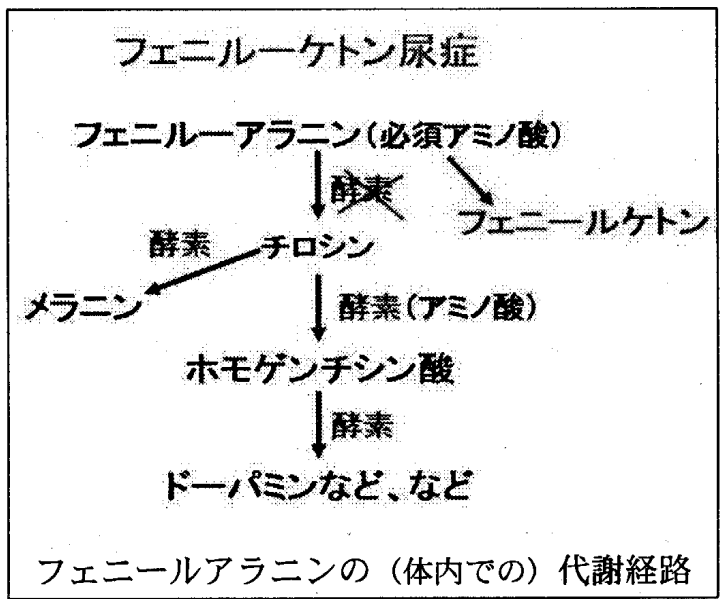 フェニルーケトン尿症
フェニルーアラニン(必須アミノ酸)
酵素
フェニールケトン
酵素
チロシン
メラニン
酵素(アミノ酸)
ホモゲンチシン酸
酵素
ドーパミンなど、など
フェニールアラニンの(体内での)代謝経路